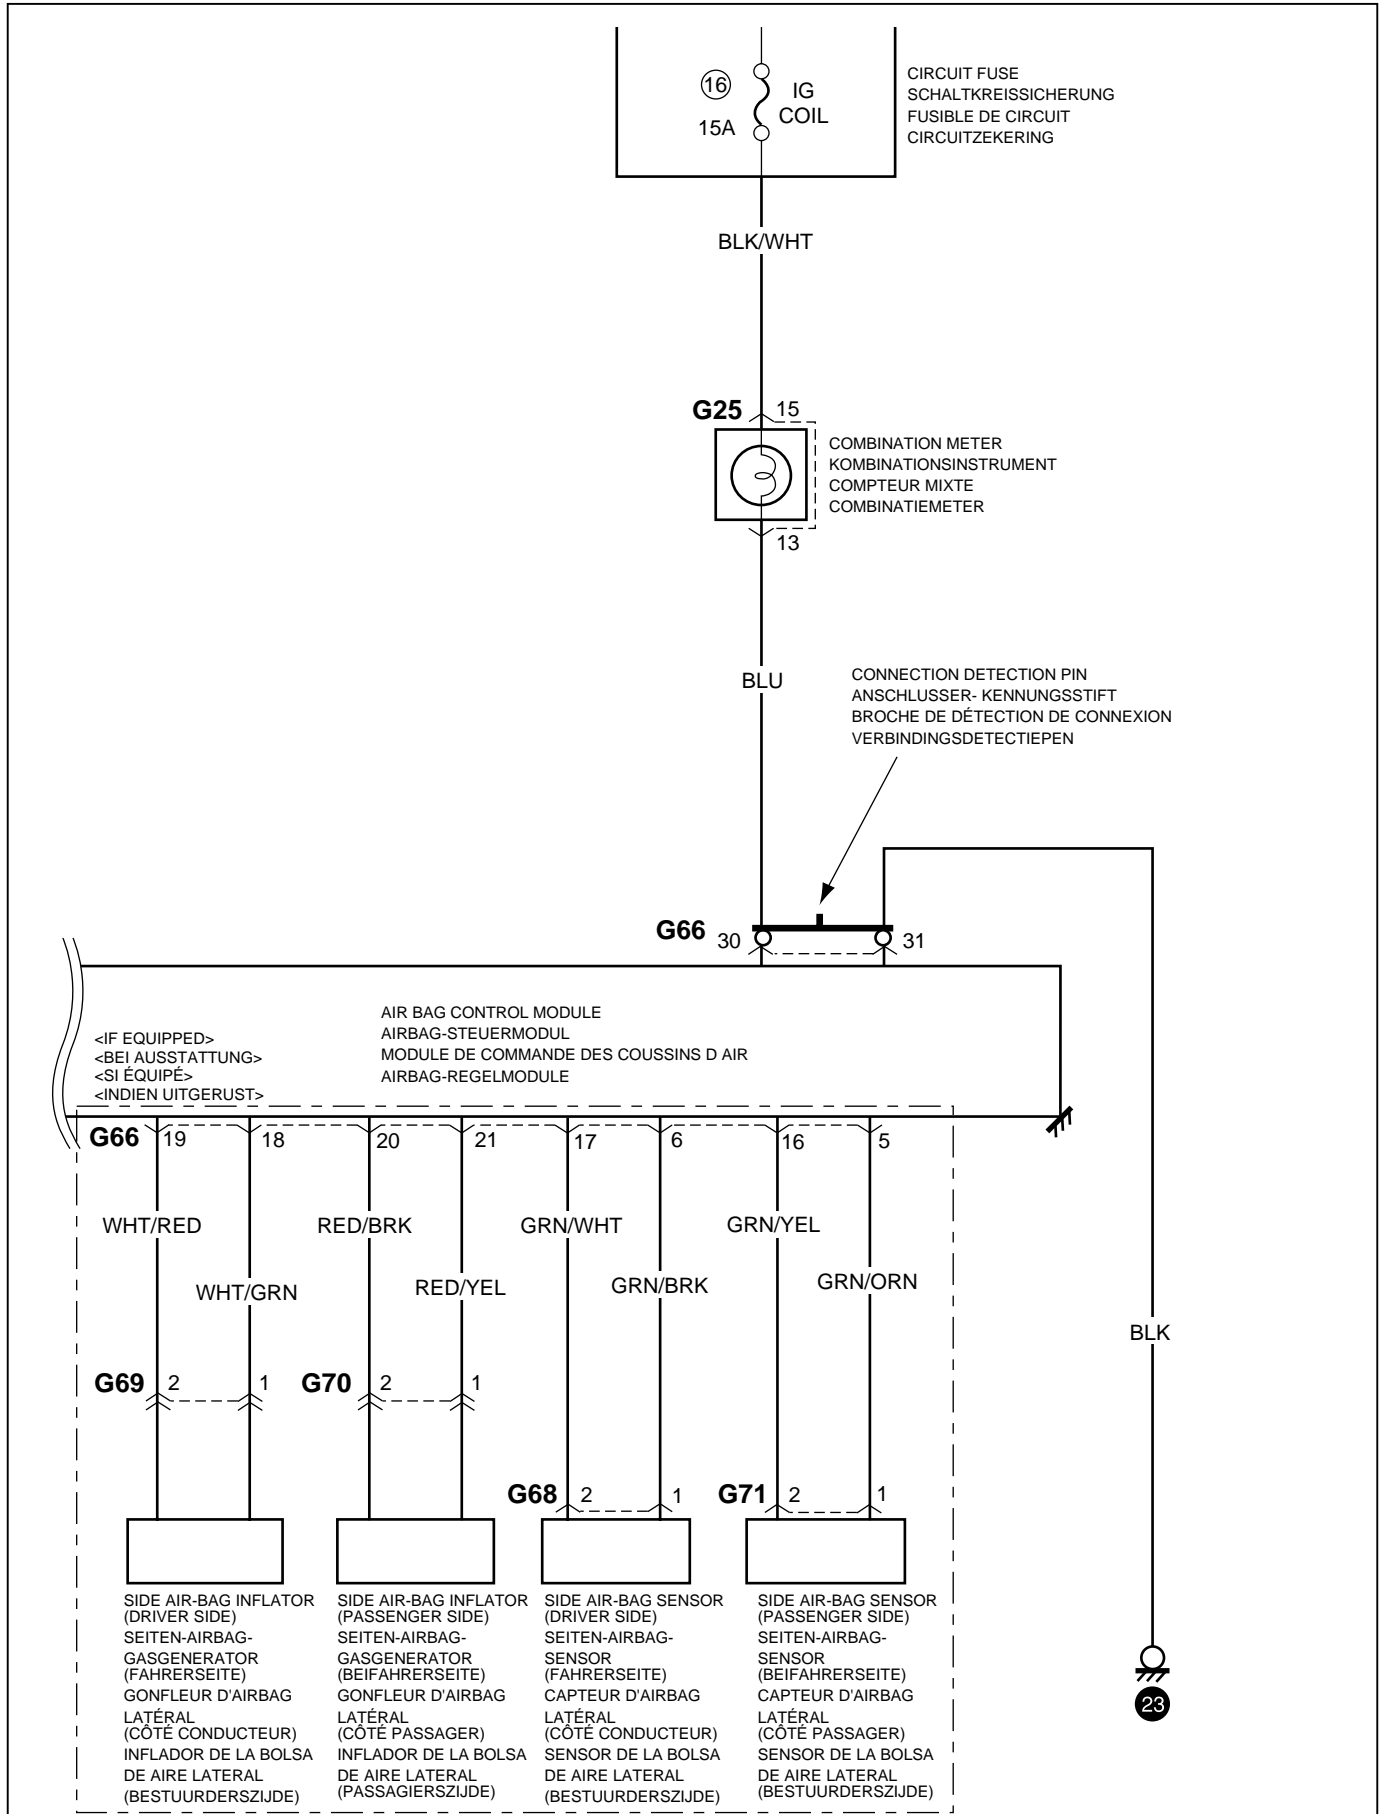 16
15A
IG
COIL
CIRCUIT FUSE
SCHALTKREISSICHERUNG
FUSIBLE DE CIRCUIT
CIRCUITZEKERING
BLK/WHT
G25 15
COMBINATION METER
KOMBINATIONSINSTRUMENT
COMPTEUR MIXTE
COMBINATIEMETER
13
BLU
CONNECTION DETECTION PIN
ANSCHLUSSER- KENNUNGSSTIFT
BROCHE DE DÉTECTION DE CONNEXION
VERBINDINGSDETECTIEPEN
G66 30 31
AIR BAG CONTROL MODULE
AIRBAG-STEUERMODUL
MODULE DE COMMANDE DES COUSSINS D AIR
AIRBAG-REGELMODULE
<IF EQUIPPED>
<BEI AUSSTATTUNG>
<SI ÉQUIPÉ>
<INDIEN UITGERUST>
G66 19 18 20 21 17 6 16 5
WHT/RED RED/BRK GRN/WHT GRN/YEL
WHT/GRN RED/YEL GRN/BRK GRN/ORN
BLK
G69 2 1 G70 2 1
G68 2 1 G71 2 1
SIDE AIR-BAG INFLATOR
(DRIVER SIDE)
SEITEN-AIRBAG-
GASGENERATOR
(FAHRERSEITE)
GONFLEUR D'AIRBAG
LATÉRAL
(CÔTÉ CONDUCTEUR)
INFLADOR DE LA BOLSA
DE AIRE LATERAL
(BESTUURDERSZIJDE)
SIDE AIR-BAG INFLATOR
(PASSENGER SIDE)
SEITEN-AIRBAG-
GASGENERATOR
(BEIFAHRERSEITE)
GONFLEUR D'AIRBAG
LATÉRAL
(CÔTÉ PASSAGER)
INFLADOR DE LA BOLSA
DE AIRE LATERAL
(PASSAGIERSZIJDE)
SIDE AIR-BAG SENSOR
(DRIVER SIDE)
SEITEN-AIRBAG-
SENSOR
(FAHRERSEITE)
CAPTEUR D'AIRBAG
LATÉRAL
(CÔTÉ CONDUCTEUR)
SENSOR DE LA BOLSA
DE AIRE LATERAL
(BESTUURDERSZIJDE)
SIDE AIR-BAG SENSOR
(PASSENGER SIDE)
SEITEN-AIRBAG-
SENSOR
(BEIFAHRERSEITE)
CAPTEUR D'AIRBAG
LATÉRAL
(CÔTÉ PASSAGER)
SENSOR DE LA BOLSA
DE AIRE LATERAL
(BESTUURDERSZIJDE)
23